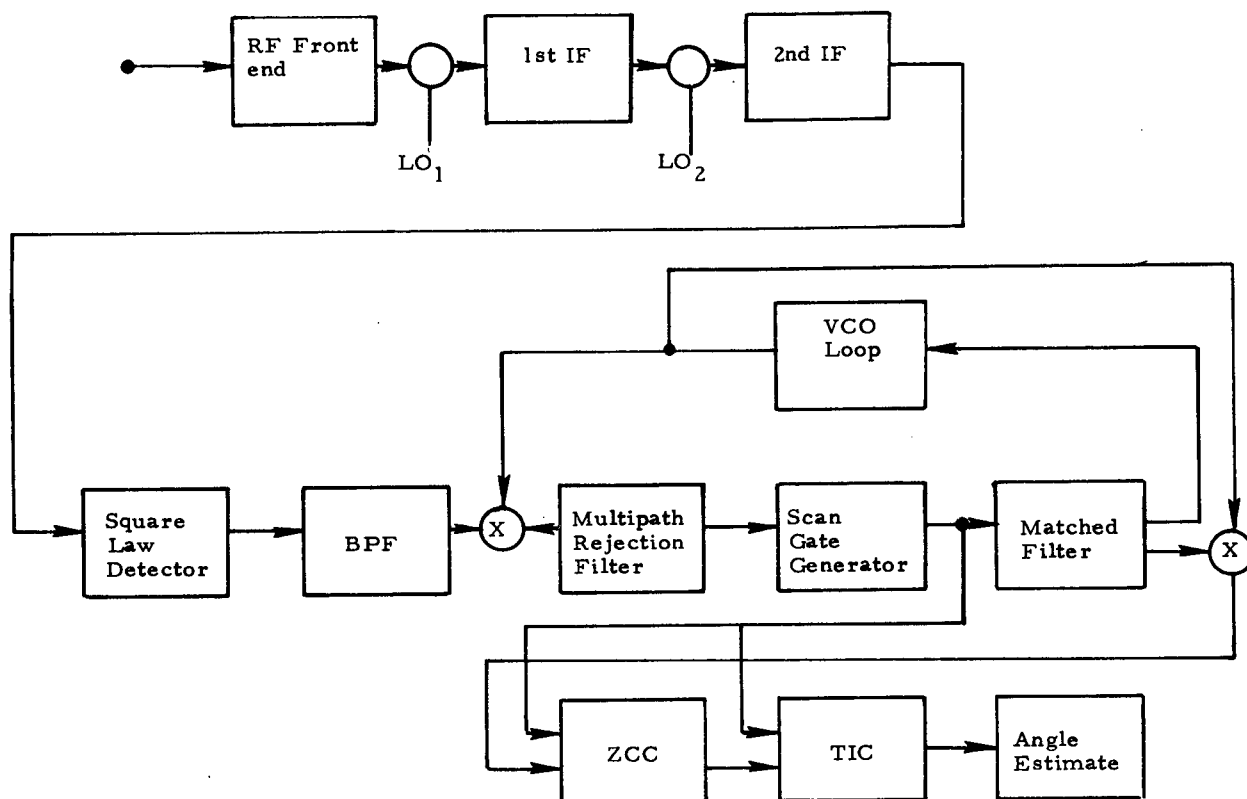 RF Front
end
1st IF
2nd IF
LO1
LO2
VCO
Loop
Square
Law
Detector
BPF
X
Multipath
Rejection
Filter
Scan
Gate
Generator
Matched
Filter
X
ZCC
TIC
Angle
Estimate